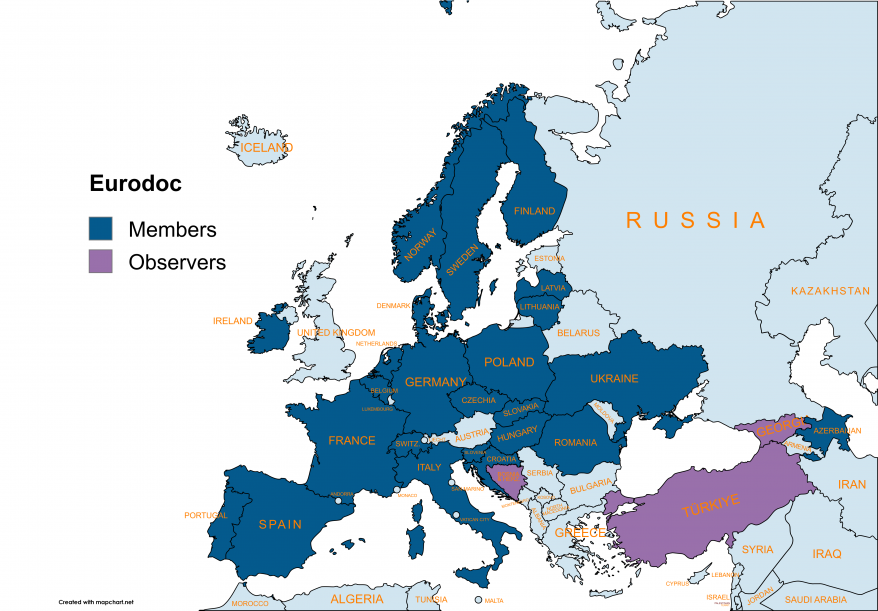 ICELAND
Eurodoc
Members
Observers
FINLAND
NORWAY
SWEDEN
RUSSIA
ESTONIA
LATVIA
LITHUANIA
KAZAKHSTAN
DENMARK
IRELAND
UNITED KINGDOM
NETHERLANDS
BELARUS
POLAND
GERMANY
BELGIUM
LUXEMBOURG
CZECHIA
UKRAINE
SLOVAKIA
MOLDOVA
FRANCE
SWITZ
AUSTRIA
HUNGARY
ROMANIA
SLOVENIA
CROATIA
ITALY
SERBIA
GEORGIA
AZERBAIJAN
ARMENIA
ANDORRA
MONACO
SAN MARINO
VATICAN CITY
BULGARIA
PORTUGAL
SPAIN
GREECE
TÜRKIYE
IRAN
SYRIA
IRAQ
CYPRUS
LEBANON
ISRAEL
JORDAN
SAUDI ARABIA
MOROCCO
ALGERIA
TUNISIA
MALTA
Created with mapchart.net